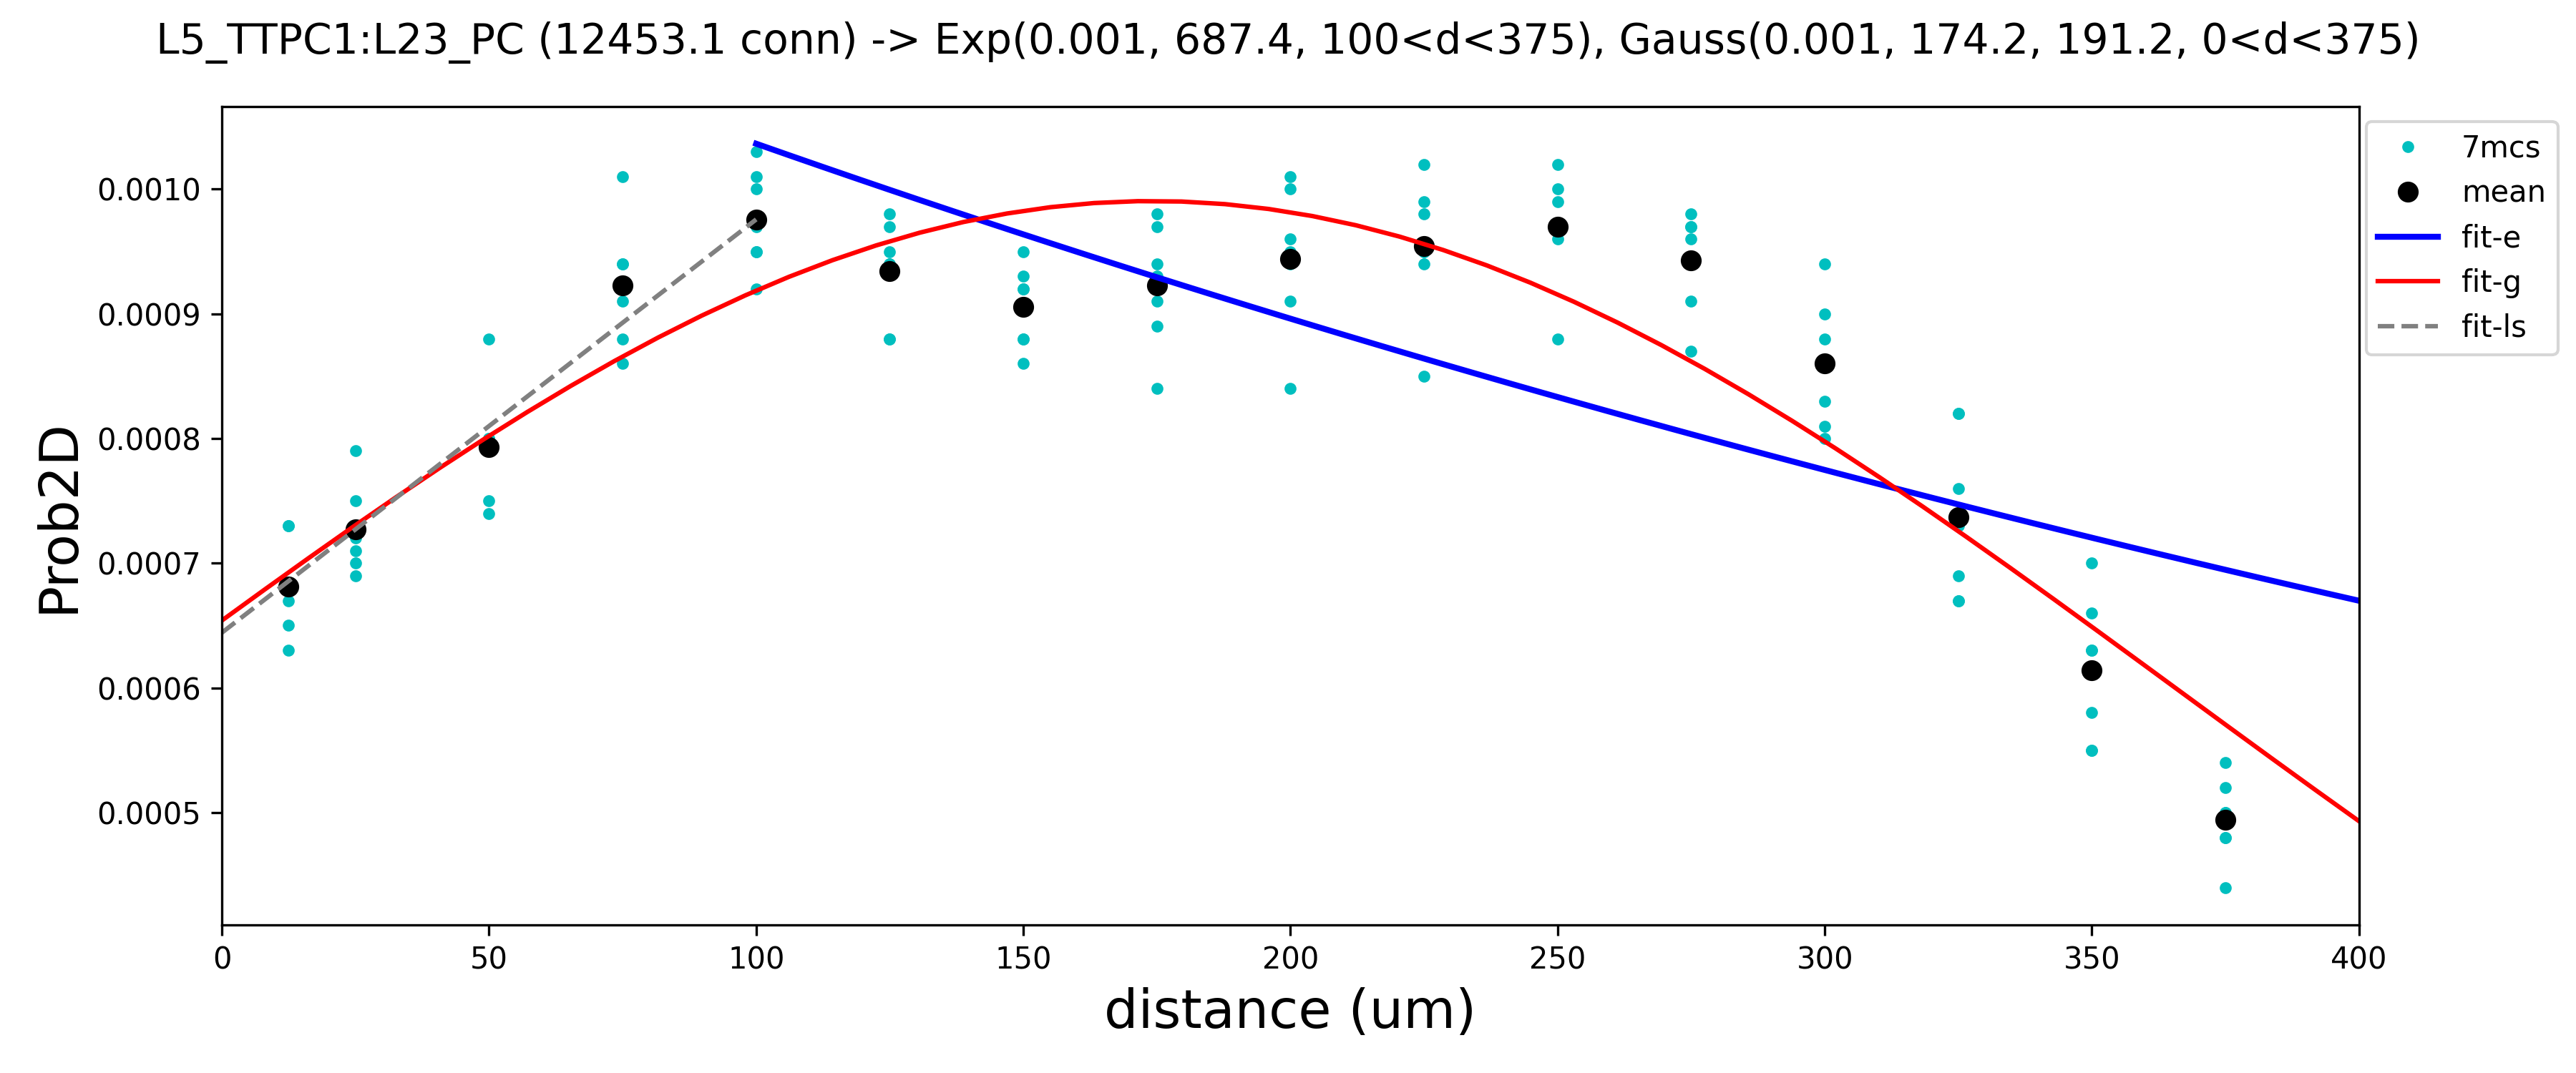 L5_TTPC1:L23_PC (12453.1 conn) -> Exp(0.001, 687.4, 100<d<375), Gauss(0.001, 174.2, 191.2, 0<d<375)
7mcs
mean
fit-e
fit-g
fit-ls
Prob2D
0.0010
0.0009
0.0008
0.0007
0.0006
0.0005
0 50 100 150 200 250 300 350 400
distance (um)